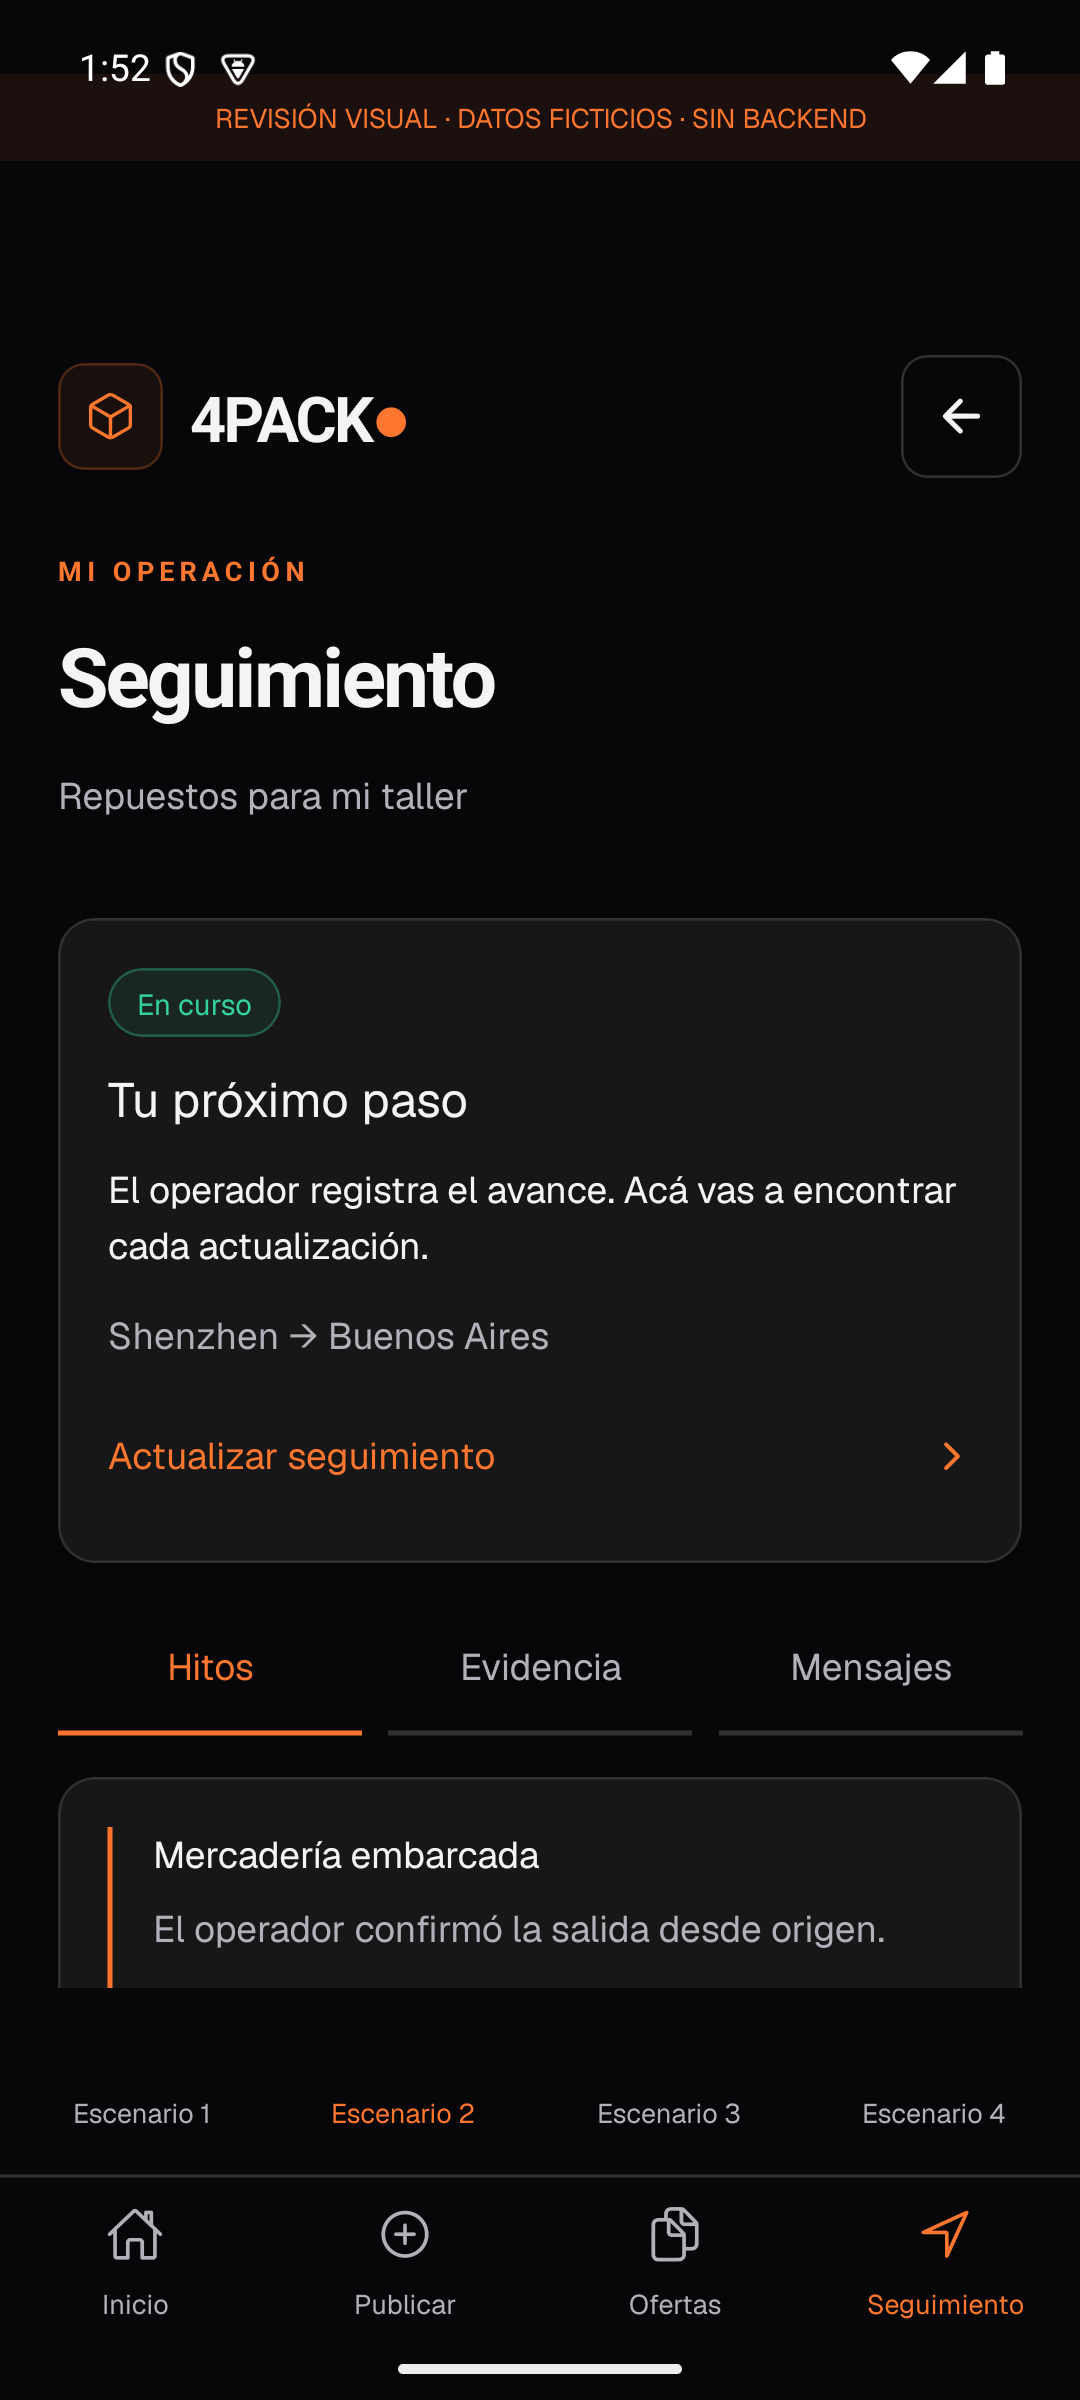 1:52
REVISIÓN VISUAL · DATOS FICTICIOS · SIN BACKEND
4PACK
MI OPERACIÓN
Seguimiento
Repuestos para mi taller
En curso
Tu próximo paso
El operador registra el avance. Acá vas a encontrar
cada actualización.
Shenzhen → Buenos Aires
Actualizar seguimiento
Hitos
Evidencia
Mensajes
Mercadería embarcada
El operador confirmó la salida desde origen.
Escenario 1
Escenario 2
Escenario 3
Escenario 4
Inicio
Publicar
Ofertas
Seguimiento